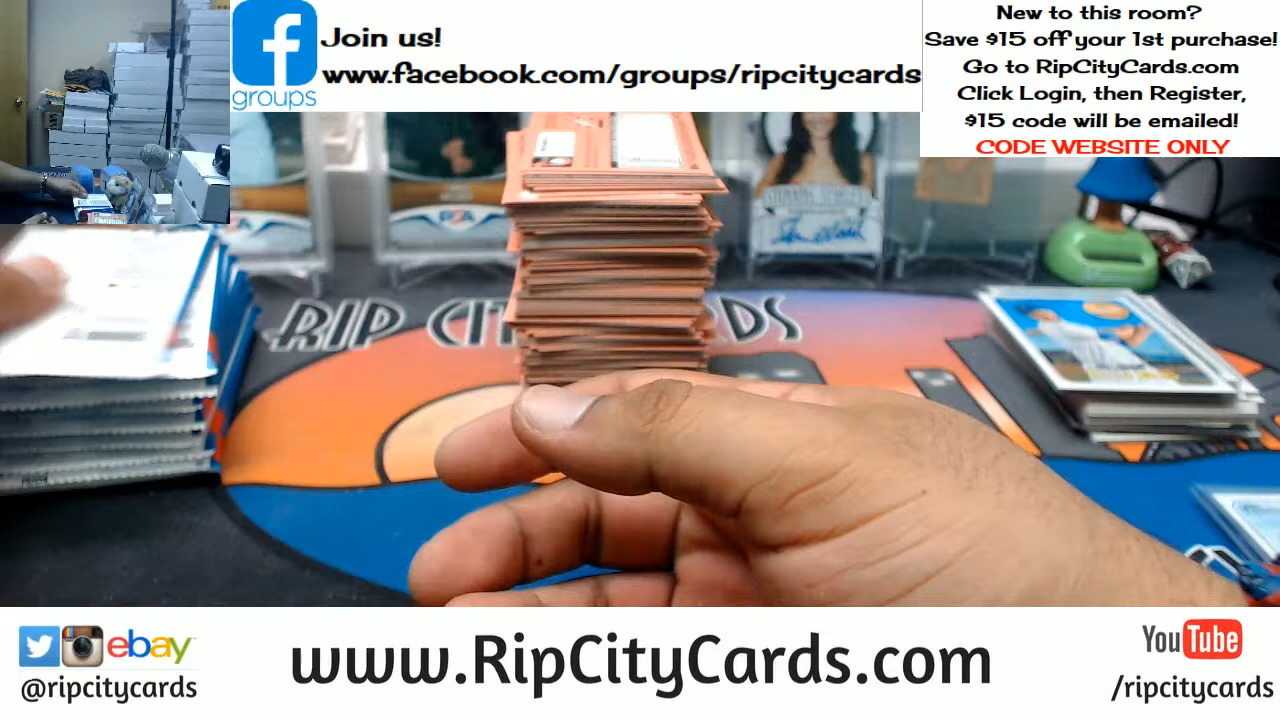 Join us!
www.facebook.com/groups/ripcitycards
groups
New to this room?
Save $15 off your 1st purchase!
Go to RipCityCards.com
Click Login, then Register,
$15 code will be emailed!
CODE WEBSITE ONLY
PSA
RIP CIT RDS
ebay
@ripcitycards
www.RipCityCards.com
YouTube
/ripcitycards